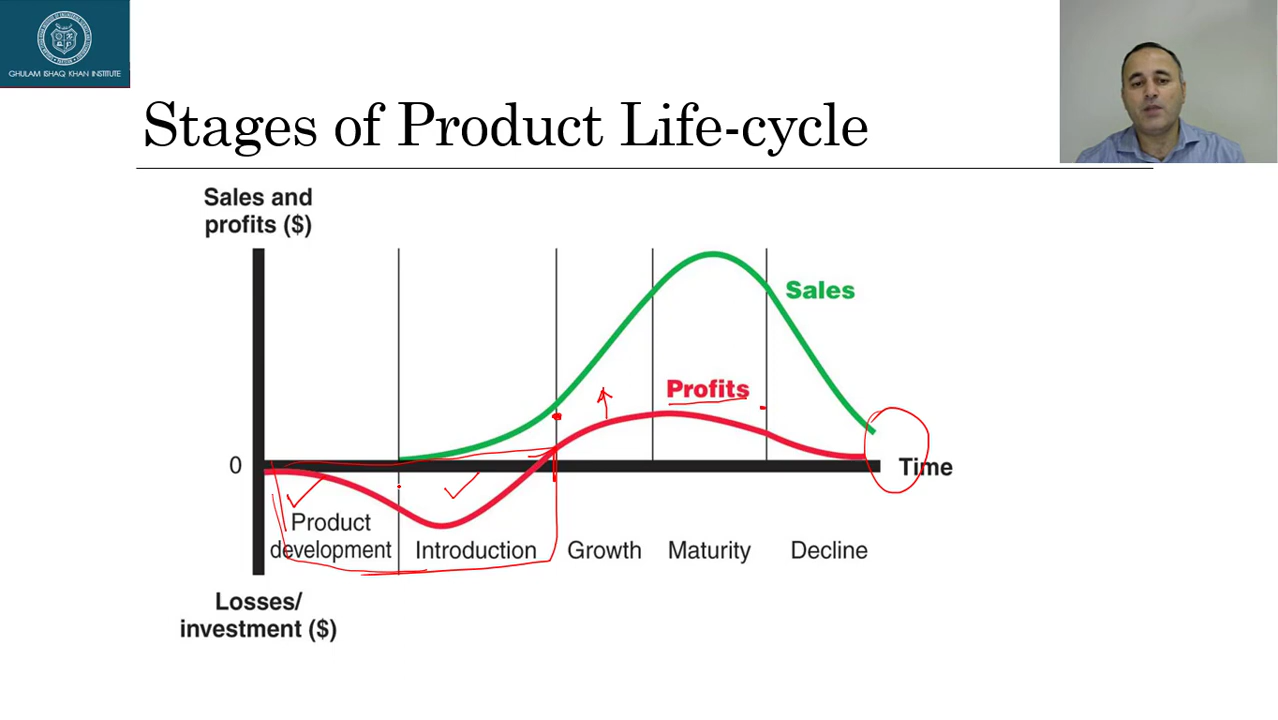 GHULAM ISHAQ KHAN INSTITUTE
Stages of Product Life-cycle
Sales and
profits ($)
Sales
Profits
0
Time
Product
development
Introduction
Growth
Maturity
Decline
Losses/
investment ($)